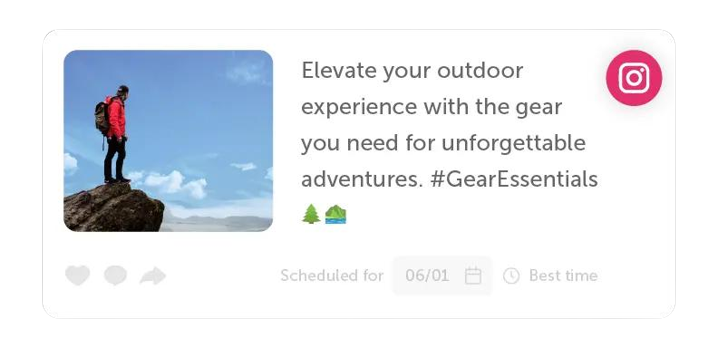 Elevate your outdoor
experience with the gear
you need for unforgettable
adventures. #GearEssentials
🌲🏞️
Scheduled for 06/01 Best time